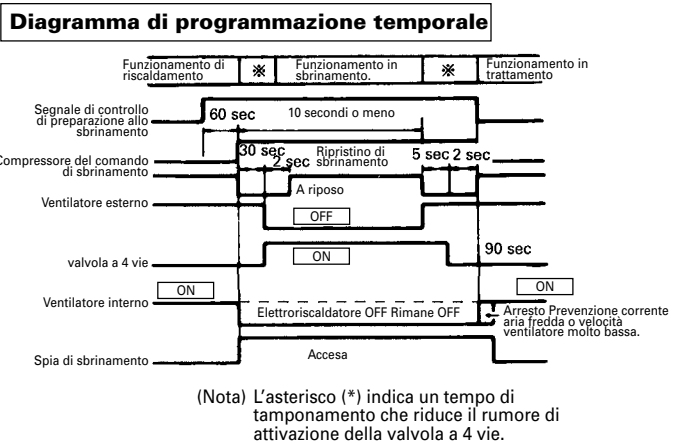 Diagramma di programmazione temporale
Funzionamento di
riscaldamento
※
Funzionamento in
sbrinamento.
※
Funzionamento in
trattamento
Segnale di controllo
di preparazione allo
sbrinamento
60 sec
10 secondi o meno
Compressore del comando
di sbrinamento
30 sec
2 sec
Ripristino di
sbrinamento
5 sec
2 sec
A riposo
Ventilatore esterno
OFF
valvola a 4 vie
ON
90 sec
ON
ON
Ventilatore interno
Elettroriscaldatore OFF Rimane OFF
Arresto Prevenzione corrente
aria fredda o velocità
ventilatore molto bassa.
Spia di sbrinamento
Accesa
(Nota) L'asterisco (*) indica un tempo di
tamponamento che riduce il rumore di
attivazione della valvola a 4 vie.